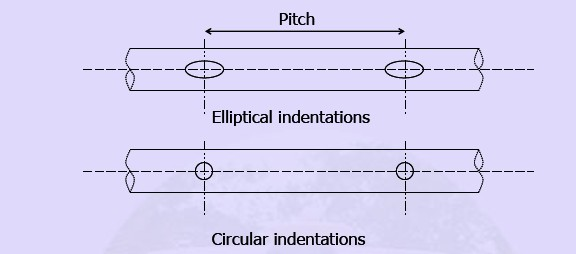 Pitch
Elliptical indentations
Circular indentations